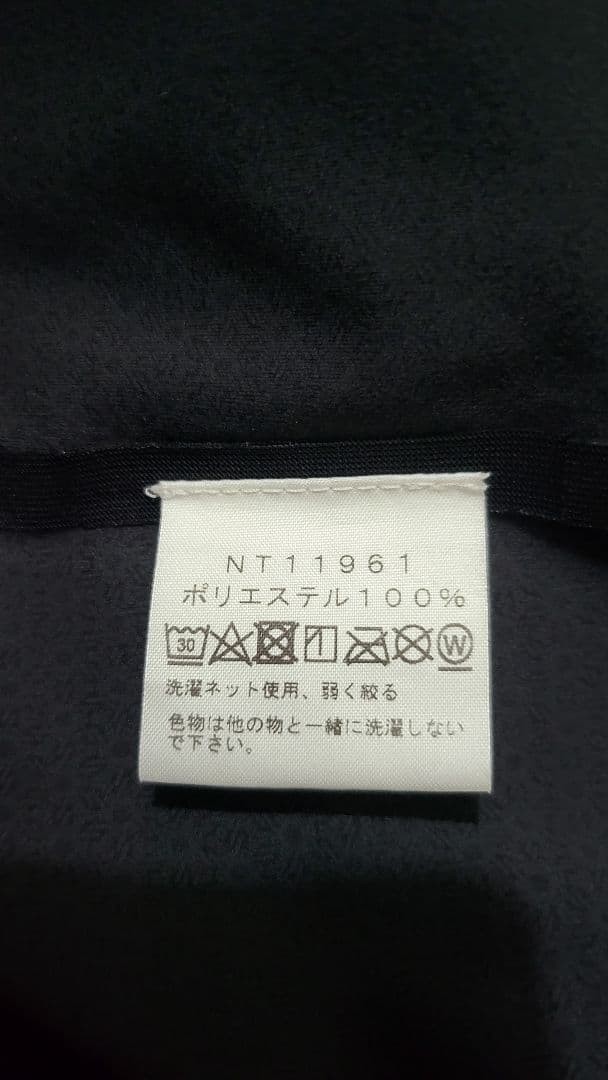 NT11961
ポリエステル100%
30 W
洗濯ネット使用、弱く絞る
色物は他の物と一緒に洗濯しない
で下さい。